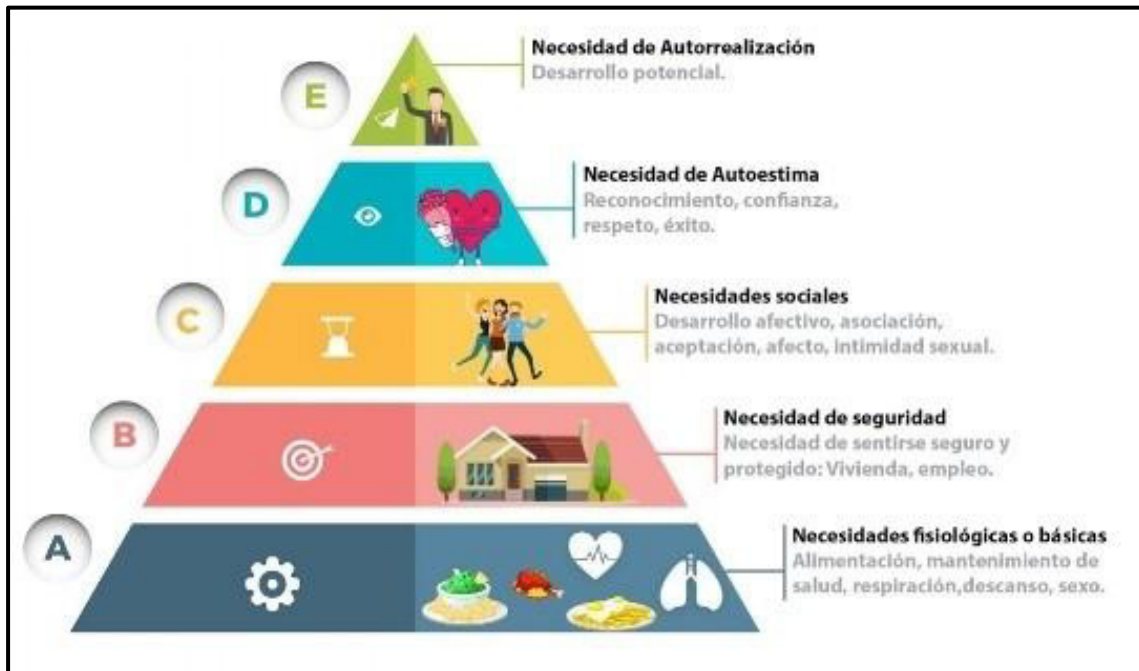 E
Necesidad de Autorrealización
Desarrollo potencial.
D
Necesidad de Autoestima
Reconocimiento, confianza,
respeto, éxito.
C
Necesidades sociales
Desarrollo afectivo, asociación,
aceptación, afecto, intimidad sexual.
B
Necesidad de seguridad
Necesidad de sentirse seguro y
protegido: Vivienda, empleo.
A
Necesidades fisiológicas o básicas
Alimentación, mantenimiento de
salud, respiración,descanso, sexo.